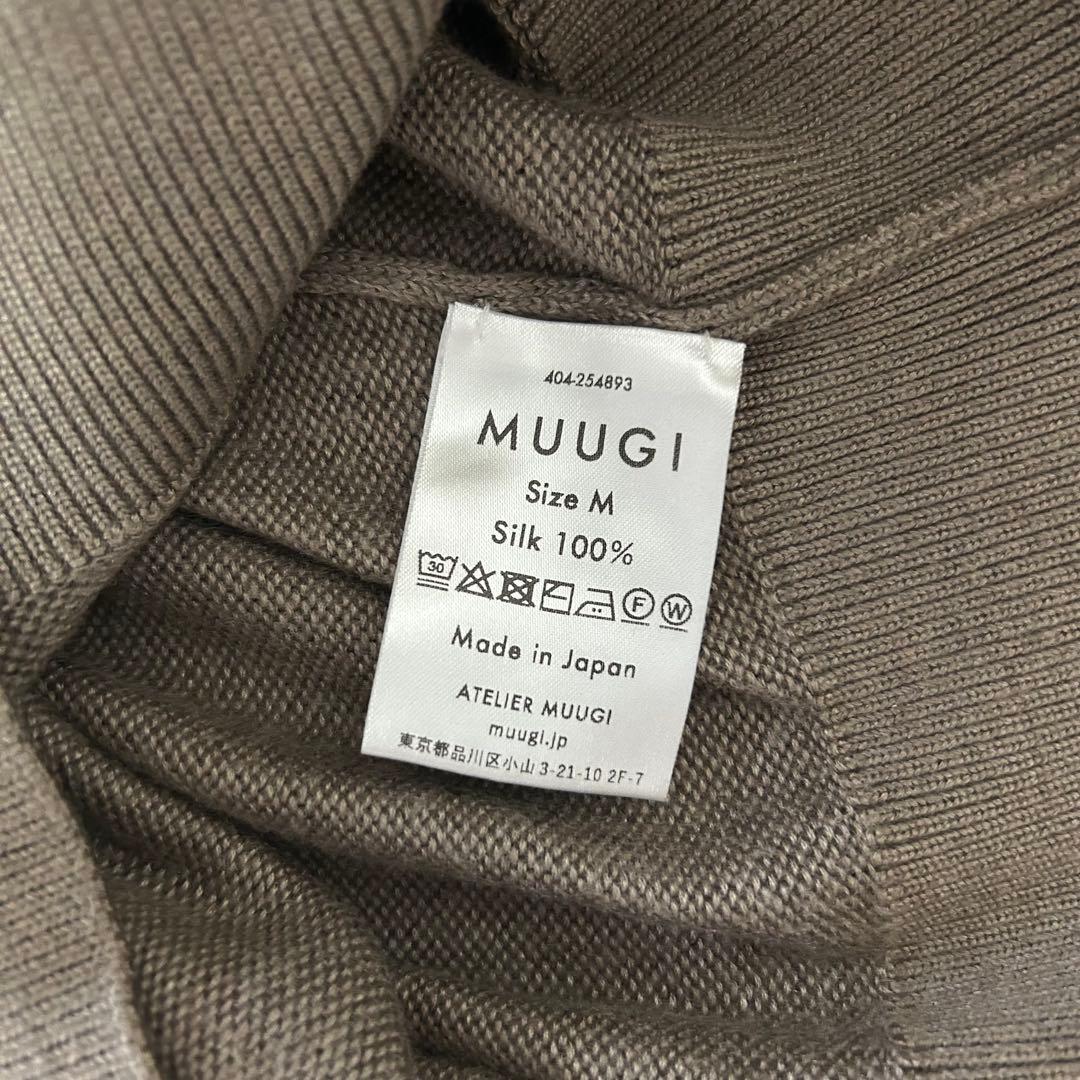 404-254893
MUUGI
Size M
Silk 100%
30
F W
Made in Japan
ATELIER MUUGI
muugi.jp
東京都品川区小山 3-21-10 2F-7